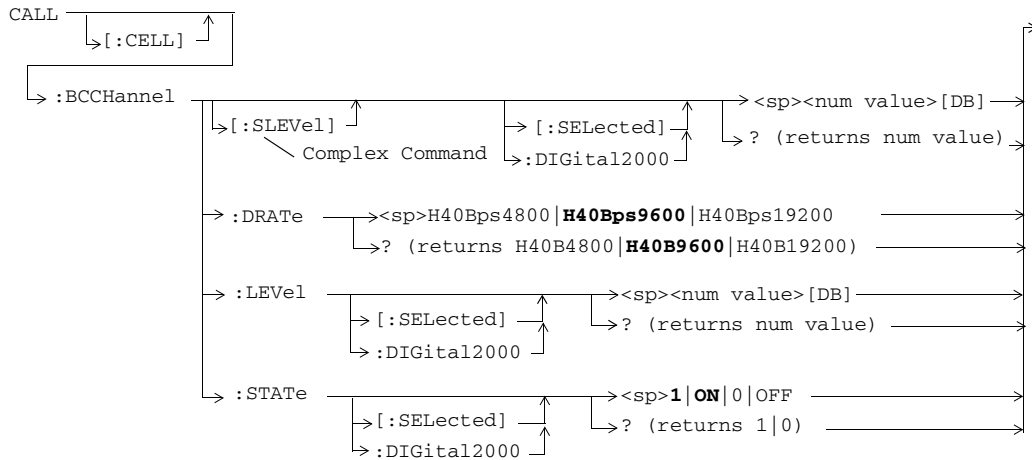 CALL
[:CELL]
:BCCHannel
<sp><num value>[DB]
[:SLEVel]
[:SELected]
? (returns num value)
Complex Command
:DIGital2000
:DRATe
<sp>H40Bps4800|H40Bps9600|H40Bps19200
? (returns H40B4800|H40B9600|H40B19200)
:LEVel
<sp><num value>[DB]
[:SELected]
? (returns num value)
:DIGital2000
:STATe
<sp>1|ON|0|OFF
[:SELected]
? (returns 1|0)
:DIGital2000